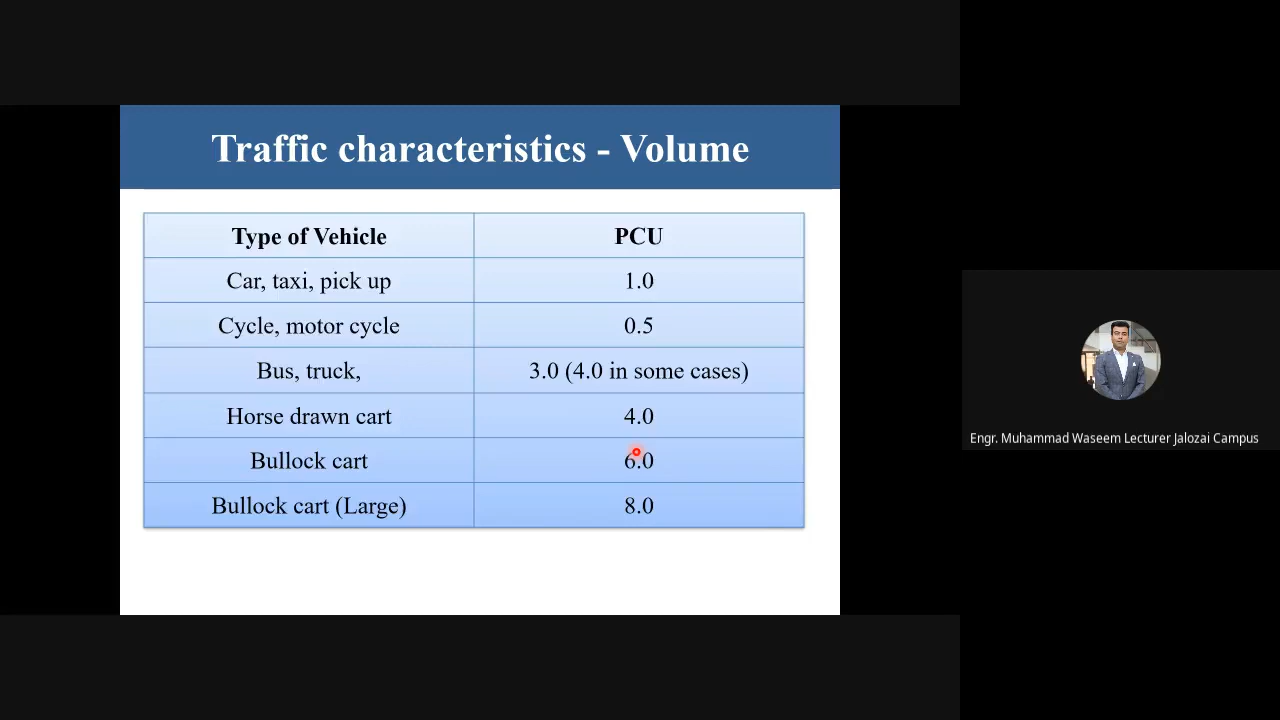 Traffic characteristics - Volume
Type of Vehicle PCU
Car, taxi, pick up 1.0
Cycle, motor cycle 0.5
Bus, truck, 3.0 (4.0 in some cases)
Horse drawn cart 4.0
Bullock cart 6.0
Bullock cart (Large) 8.0
Engr. Muhammad Waseem Lecturer Jalozai Campus